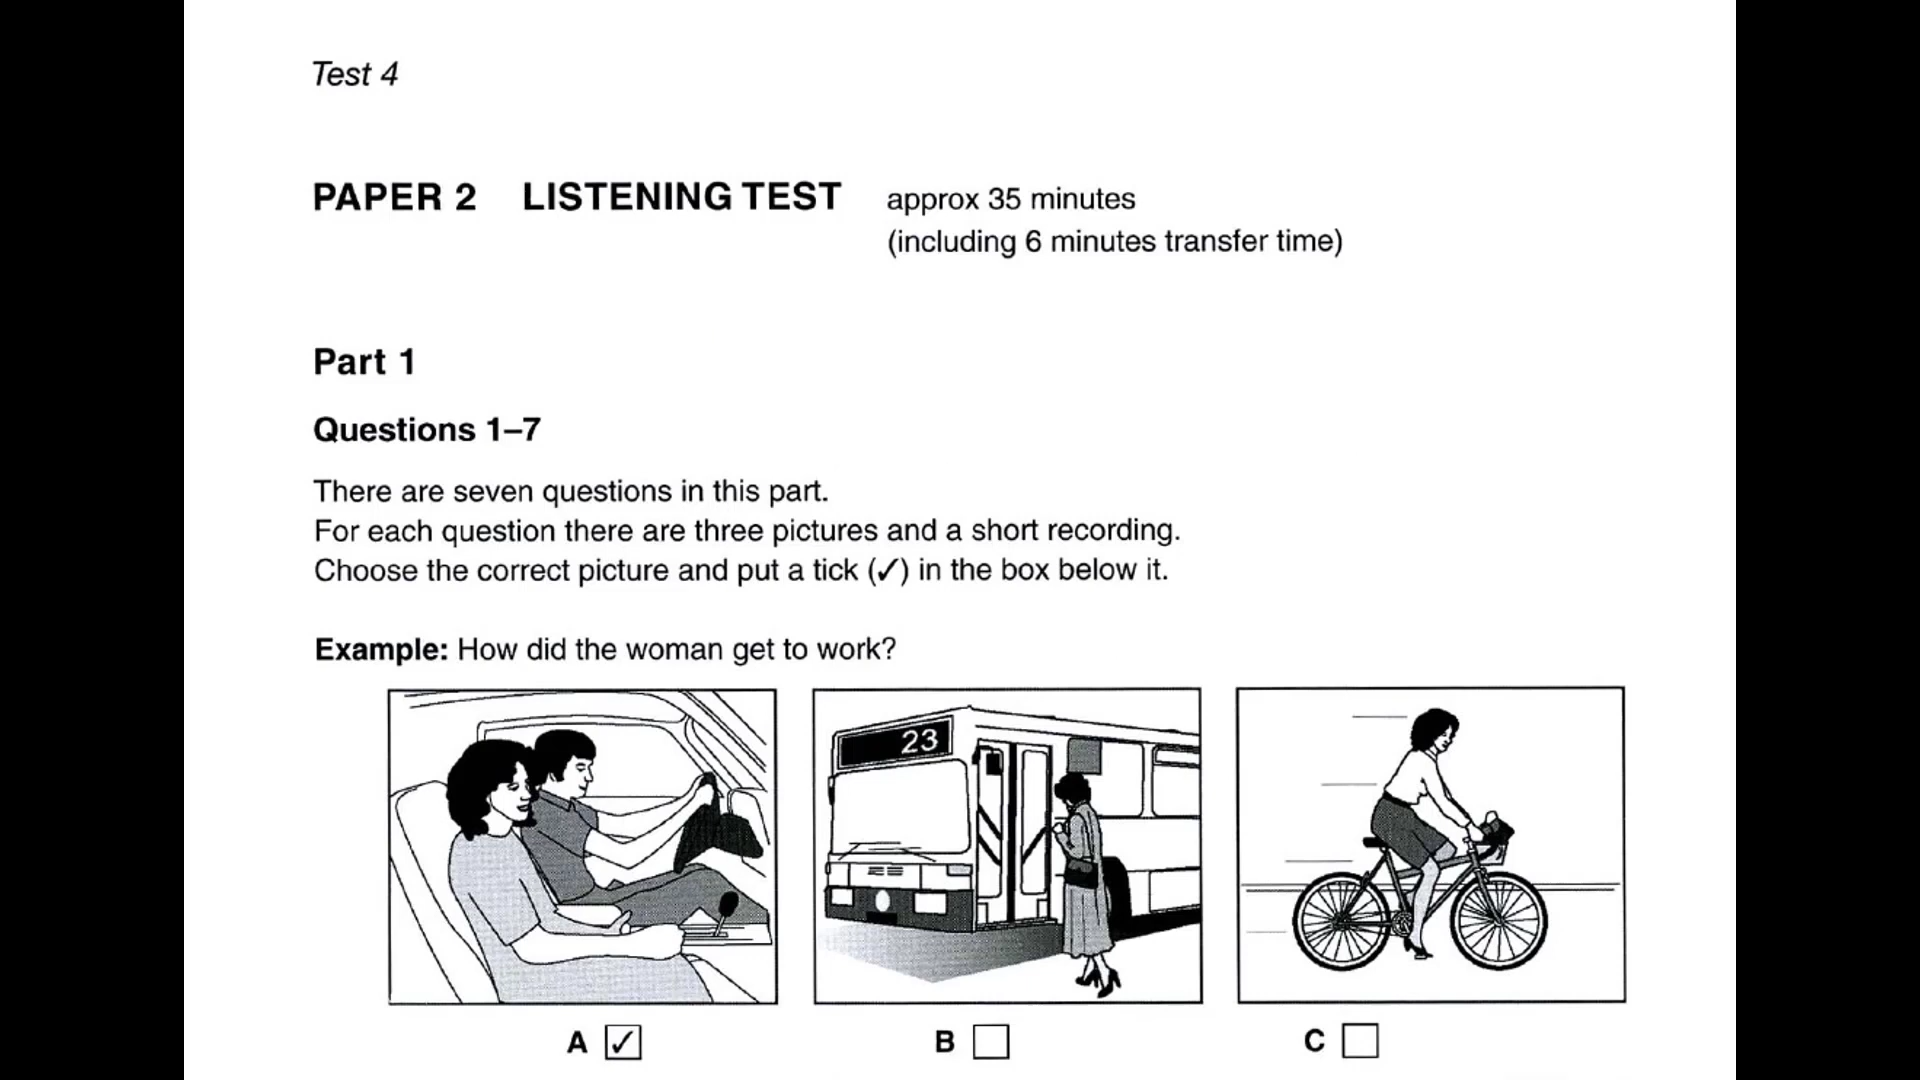 Test 4
PAPER 2 LISTENING TEST approx 35 minutes
(including 6 minutes transfer time)
Part 1
Questions 1–7
There are seven questions in this part.
For each question there are three pictures and a short recording.
Choose the correct picture and put a tick (✓) in the box below it.
Example: How did the woman get to work?
23
A ✓ B C